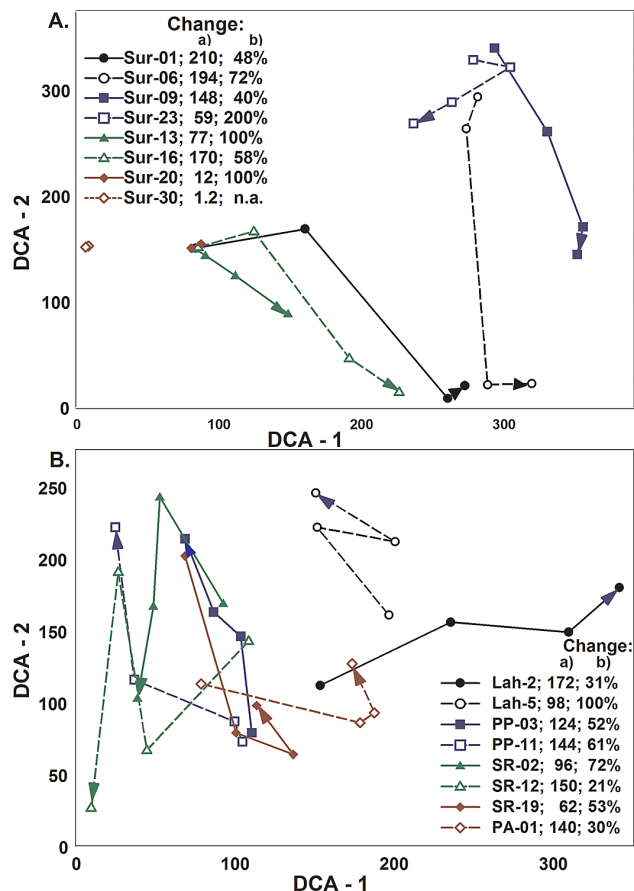 A.
Change:
a) b)
Sur-01; 210; 48%
Sur-06; 194; 72%
Sur-09; 148; 40%
Sur-23; 59; 200%
Sur-13; 77; 100%
Sur-16; 170; 58%
Sur-20; 12; 100%
Sur-30; 1.2; n.a.
DCA - 2
300
200
100
0
0 100 200 300
DCA - 1
B.
DCA - 2
250
200
150
100
50
0
Change:
a) b)
Lah-2; 172; 31%
Lah-5; 98; 100%
PP-03; 124; 52%
PP-11; 144; 61%
SR-02; 96; 72%
SR-12; 150; 21%
SR-19; 62; 53%
PA-01; 140; 30%
0 100 200 300
DCA - 1